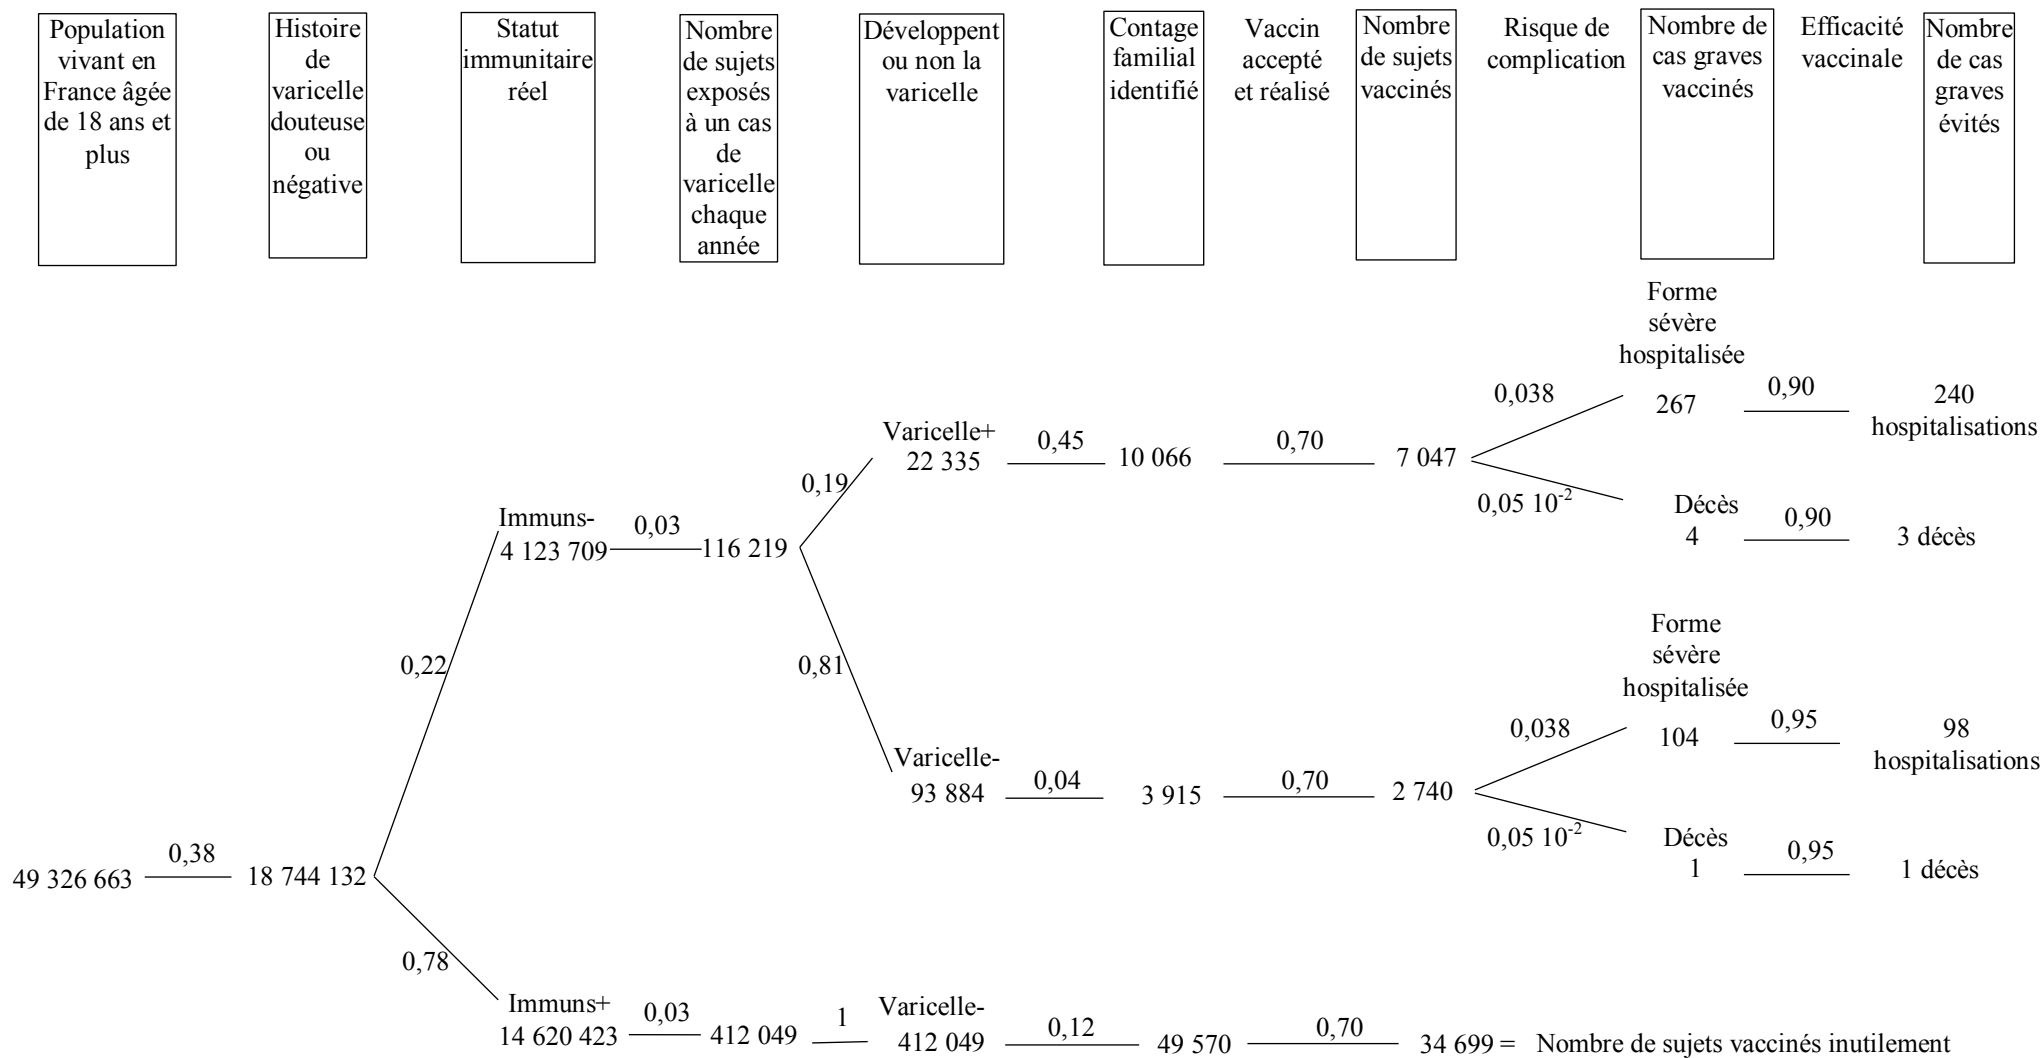 Population
vivant en
France âgée
de 18 ans et
plus
Histoire
de
varicelle
douteuse
ou
négative
Statut
immunitaire
réel
Nombre
de sujets
exposés
à un cas
de
varicelle
chaque
année
Développent
ou non la
varicelle
Contage
familial
identifié
Vaccin
accepté
et réalisé
Nombre
de sujets
vaccinés
Risque de
complication
Nombre de
cas graves
vaccinés
Efficacité
vaccinale
Nombre
de cas
graves
évités
Forme
sévère
hospitalisée
0,038
267
0,90
240
hospitalisations
Varicelle+
22 335
0,45
10 066
0,70
7 047
0,19
0,05 10⁻²
Décès
4
0,90
3 décès
Immuns-
4 123 709
0,03
116 219
0,22
0,81
Forme
sévère
hospitalisée
0,038
104
0,95
98
hospitalisations
Varicelle-
93 884
0,04
3 915
0,70
2 740
0,05 10⁻²
Décès
1
0,95
1 décès
49 326 663
0,38
18 744 132
0,78
Immuns+
14 620 423
0,03
412 049
1
Varicelle-
412 049
0,12
49 570
0,70
34 699 = Nombre de sujets vaccinés inutilement